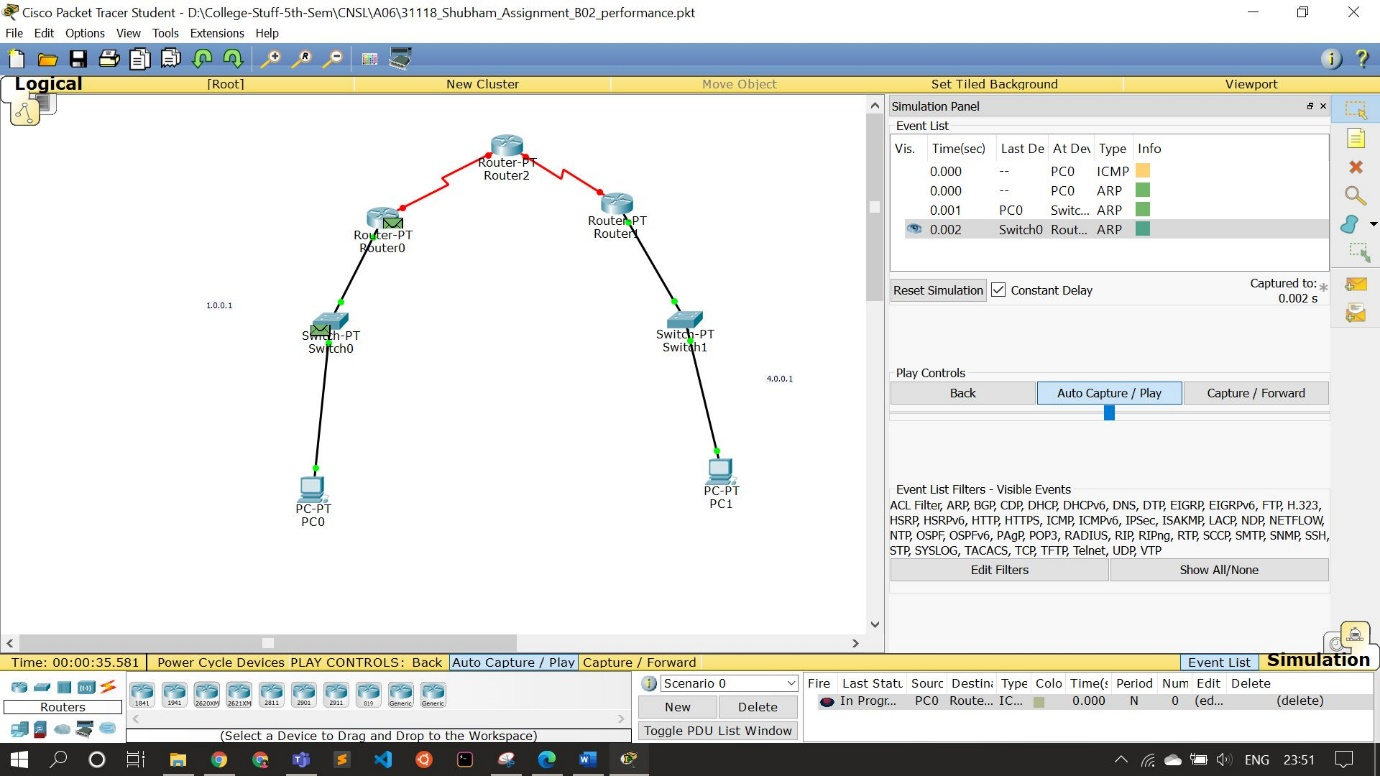 Cisco Packet Tracer Student - D:\College-Stuff-5th-Sem\CNSL\A06\31118_Shubham_Assignment_B02_performance.pkt
File Edit Options View Tools Extensions Help
Logical [Root] New Cluster Move Object Set Tiled Background Viewport
Router-PT
Router2
Router-PT
Router0
Router-PT
Router1
1.0.0.1
Switch-PT
Switch0
Switch-PT
Switch1
4.0.0.1
PC-PT
PC0
PC-PT
PC1
Simulation Panel
Event List
Vis. Time(sec) Last De At Dev Type Info
0.000 -- PC0 ICMP
0.000 -- PC0 ARP
0.001 PC0 Switc... ARP
0.002 Switch0 Rout... ARP
Reset Simulation Constant Delay Captured to: *
0.002 s
Play Controls
Back Auto Capture / Play Capture / Forward
Event List Filters - Visible Events
ACL Filter, ARP, BGP, CDP, DHCP, DHCPv6, DNS, DTP, EIGRP, EIGRPv6, FTP, H.323,
HSRP, HSRPv6, HTTP, HTTPS, ICMP, ICMPv6, IPSec, ISAKMP, LACP, NDP, NETFLOW,
NTP, OSPF, OSPFv6, PAgP, POP3, RADIUS, RIP, RIPng, RTP, SCCP, SMTP, SNMP, SSH,
STP, SYSLOG, TACACS, TCP, TFTP, Telnet, UDP, VTP
Edit Filters Show All/None
Time: 00:00:35.581 Power Cycle Devices PLAY CONTROLS: Back Auto Capture / Play Capture / Forward Event List Simulation
Routers
1841 1941 2620XM 2621XM 2811 2901 2911 819 Generic Generic
(Select a Device to Drag and Drop to the Workspace)
Scenario 0
New Delete
Toggle PDU List Window
Fire Last Statu Sourc Destina Type Colo Time(s Period Num Edit Delete
In Progr... PC0 Route... IC... 0.000 N 0 (ed... (delete)
ENG 23:51